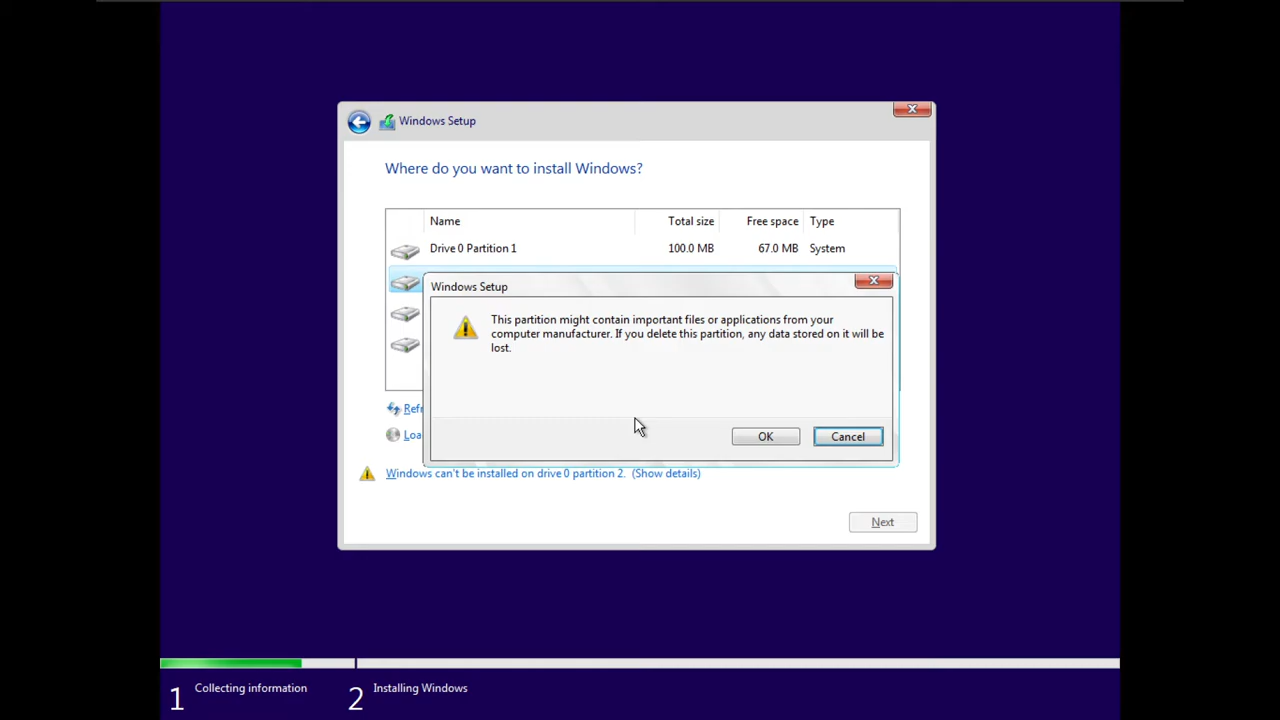 Windows Setup
Where do you want to install Windows?
Name Total size Free space Type
Drive 0 Partition 1 100.0 MB 67.0 MB System
Windows Setup
This partition might contain important files or applications from your
computer manufacturer. If you delete this partition, any data stored on it will be
lost.
OK Cancel
Refr
Loa
Windows can't be installed on drive 0 partition 2. (Show details)
Next
1 Collecting information 2 Installing Windows